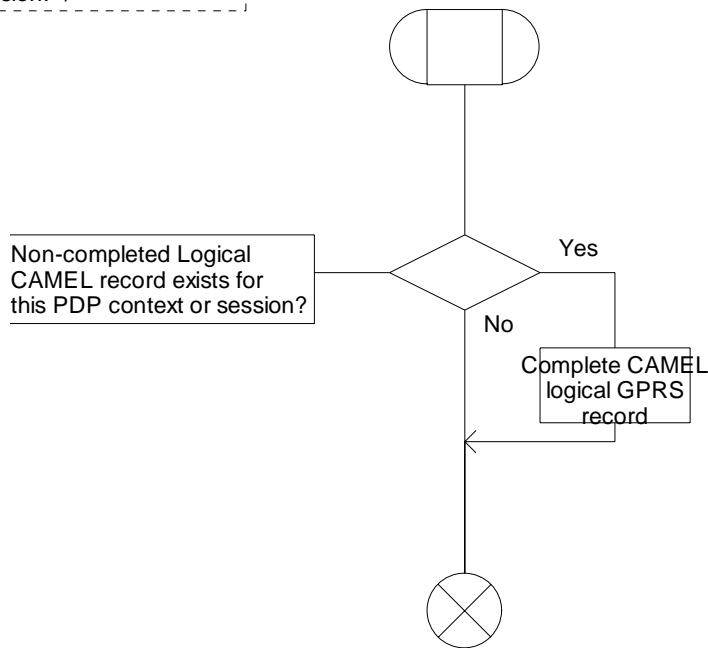 Non-completed Logical
CAMEL record exists for
this PDP context or session?
Yes
No
Complete CAMEL
logical GPRS
record